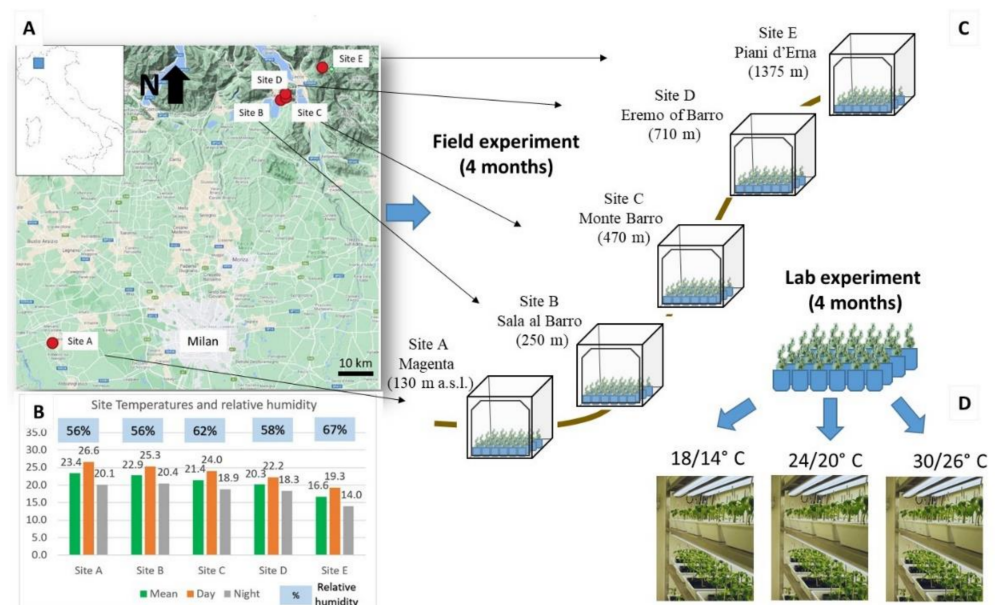 A
N
Site E
Site D
Site B
Site C
Site A
Milan
10 km
Field experiment
(4 months)
C
Site E
Piani d'Erna
(1375 m)
Site D
Eremo of Barro
(710 m)
Site C
Monte Barro
(470 m)
Site B
Sala al Barro
(250 m)
Site A
Magenta
(130 m a.s.l.)
Lab experiment
(4 months)
B
Site Temperatures and relative humidity
35.0
30.0
25.0
20.0
15.0
10.0
5.0
0.0
56% 56% 62% 58% 67%
23.4 26.6 20.1
22.9 25.3 20.4
21.4 24.0 18.9
20.3 22.2 18.3
16.6 19.3 14.0
Site A Site B Site C Site D Site E
Mean Day Night % Relative
humidity
D
18/14° C 24/20° C 30/26° C